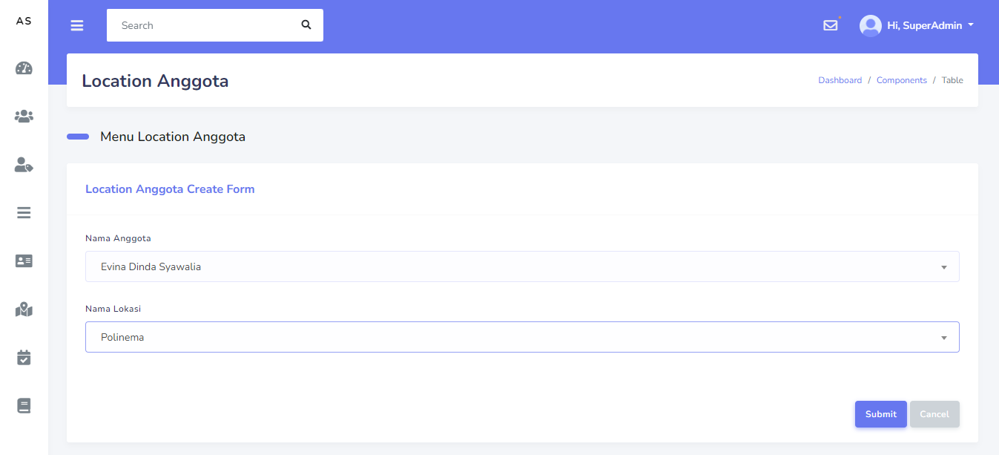 AS
Search
Hi, SuperAdmin
Location Anggota
Dashboard / Components / Table
Menu Location Anggota
Location Anggota Create Form
Nama Anggota
Evina Dinda Syawalia
Nama Lokasi
Polinema
Submit Cancel